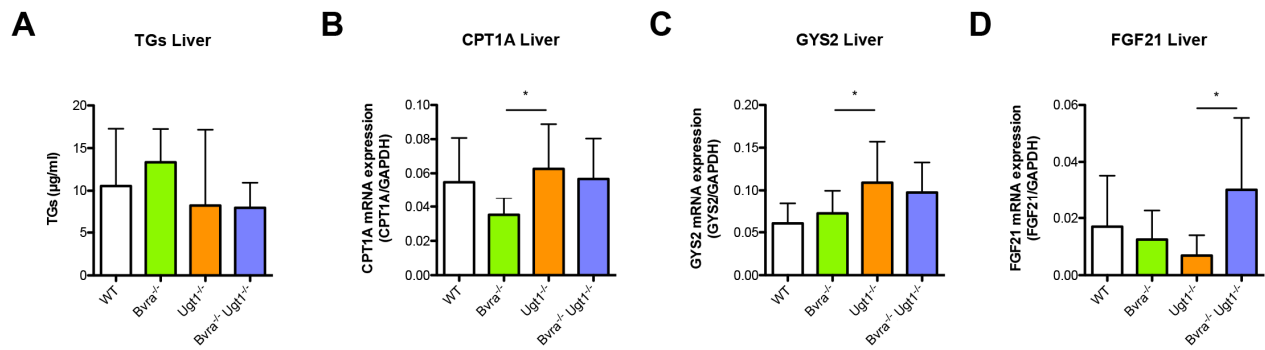 A
TGs Liver
TGs (µg/ml)
20
15
10
5
0
WT
Bvra-/-
Ugt1-/-
Bvra-/- Ugt1-/-
B
CPT1A Liver
CPT1A mRNA expression
(CPT1A/GAPDH)
0.10
0.08
0.06
0.04
0.02
0.00
*
WT
Bvra-/-
Ugt1-/-
Bvra-/- Ugt1-/-
C
GYS2 Liver
GYS2 mRNA expression
(GYS2/GAPDH)
0.20
0.15
0.10
0.05
0.00
*
WT
Bvra-/-
Ugt1-/-
Bvra-/- Ugt1-/-
D
FGF21 Liver
FGF21 mRNA expression
(FGF21/GAPDH)
0.06
0.04
0.02
0.00
*
WT
Bvra-/-
Ugt1-/-
Bvra-/- Ugt1-/-